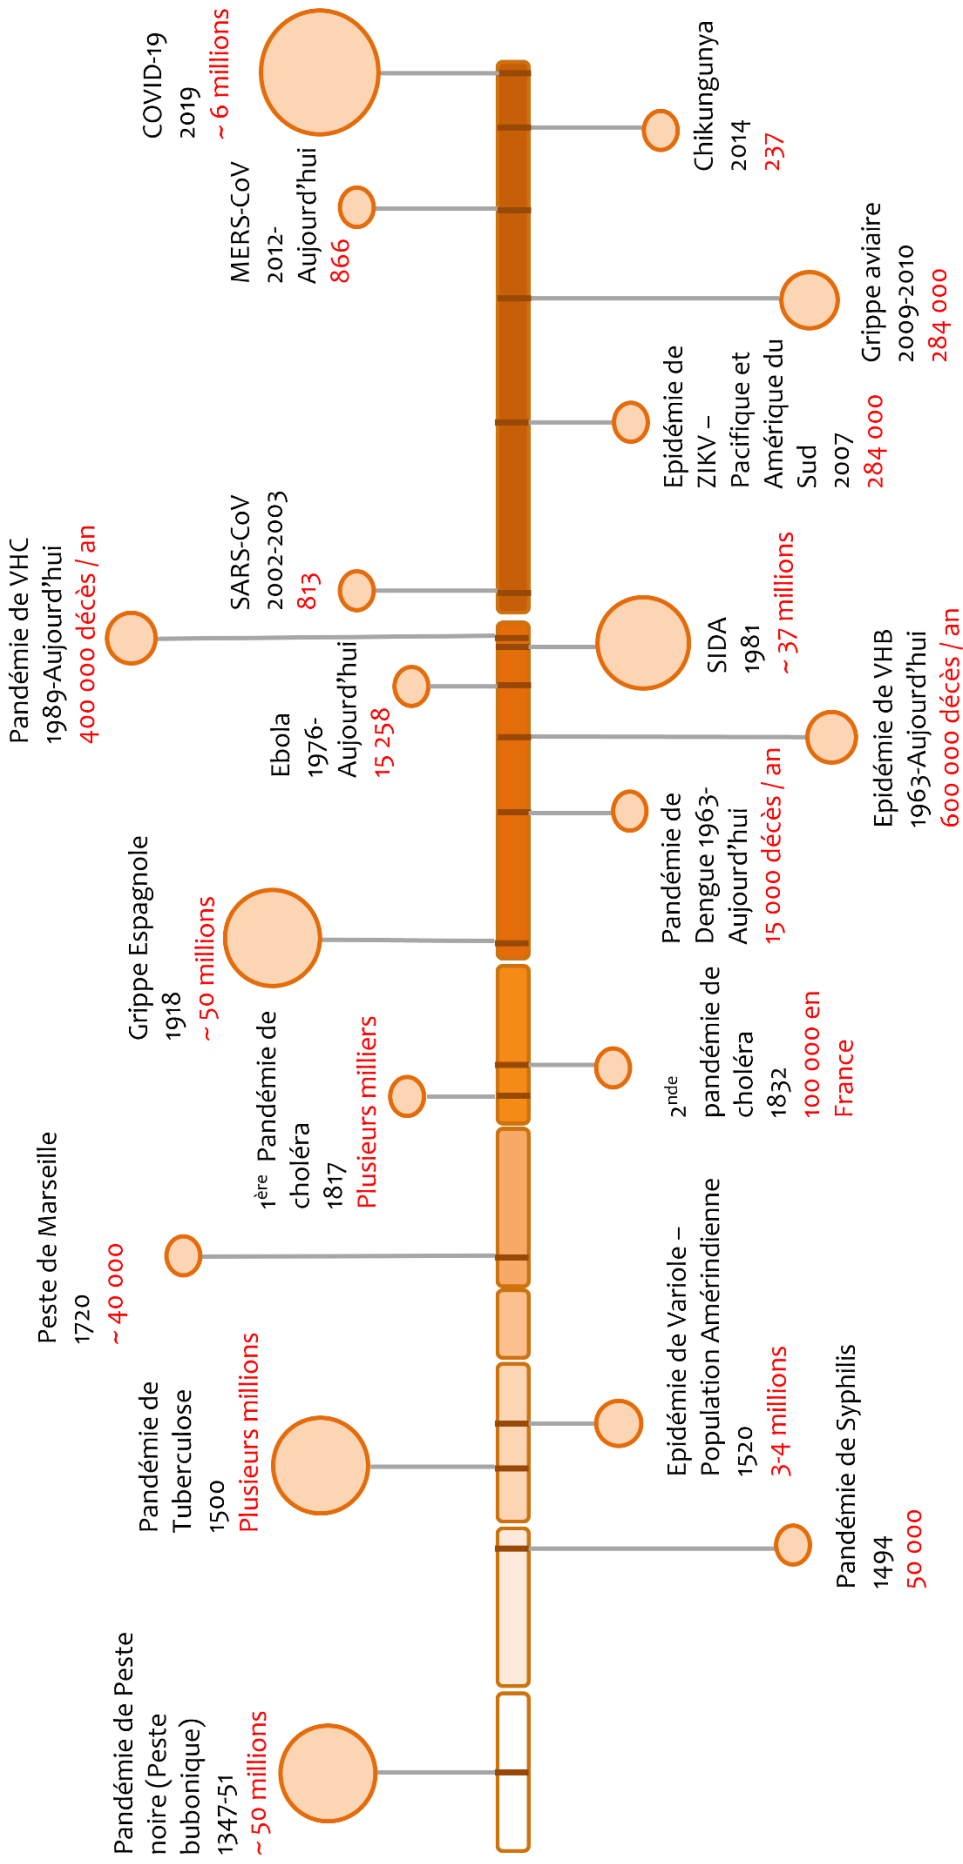 Pandémie de Peste
noire (Peste
bubonique)
1347-51
~ 50 millions
Pandémie de Syphilis
1494
50 000
Pandémie de
Tuberculose
1500
Plusieurs millions
Epidémie de Variole –
Population Amérindienne
1520
3-4 millions
Peste de Marseille
1720
~ 40 000
1ère Pandémie de
choléra
1817
Plusieurs milliers
2nde
pandémie de
choléra
1832
100 000 en
France
Grippe Espagnole
1918
~ 50 millions
Pandémie de
Dengue 1963-
Aujourd'hui
15 000 décès / an
Epidémie de VHB
1963-Aujourd'hui
600 000 décès / an
Ebola
1976-
Aujourd'hui
15 258
SIDA
1981
~ 37 millions
Pandémie de VHC
1989-Aujourd'hui
400 000 décès / an
SARS-CoV
2002-2003
813
Epidémie de
ZIKV –
Pacifique et
Amérique du
Sud
2007
284 000
Grippe aviaire
2009-2010
284 000
MERS-CoV
2012-
Aujourd'hui
866
Chikungunya
2014
237
COVID-19
2019
~ 6 millions